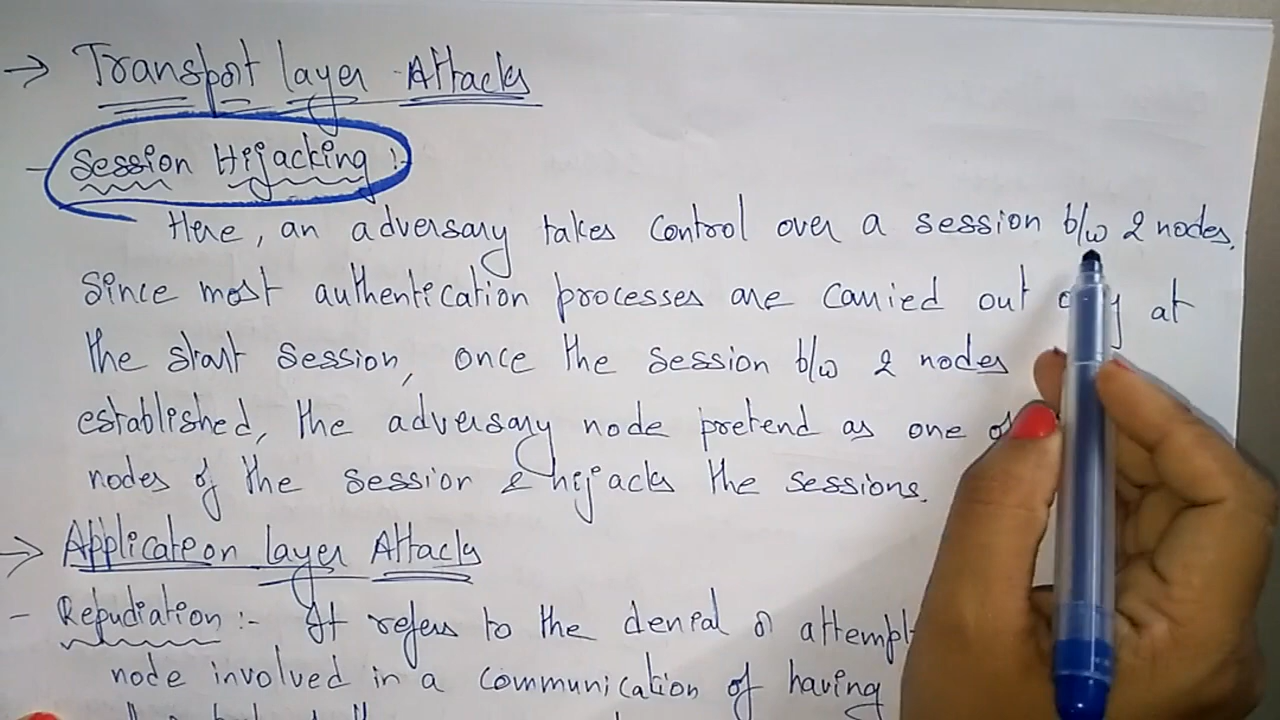 → Transport layer Attacks
- Session Hijacking :-
Here, an adversary takes control over a session b/w 2 nodes.
Since most authentication processes are carried out at
the start session, once the session b/w 2 nodes
established, the adversary node pretend as one
nodes of the session & hijacks the sessions.
→ Application layer Attacks
- Repudiation :- It refers to the denial or attempt
node involved in a communication of having